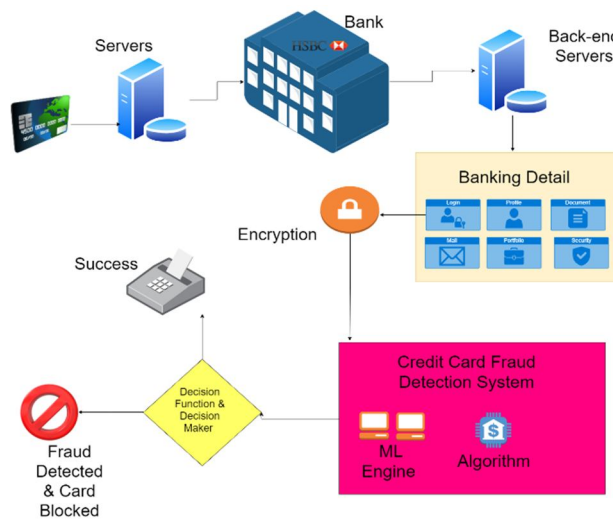 Bank
Servers
HSBC
Back-end
Servers
Banking Detail
Login
Profile
Document
Mail
Portfolio
Security
Encryption
Success
Credit Card Fraud
Detection System
ML
Engine
Algorithm
Decision
Function &
Decision
Maker
Fraud
Detected
& Card
Blocked